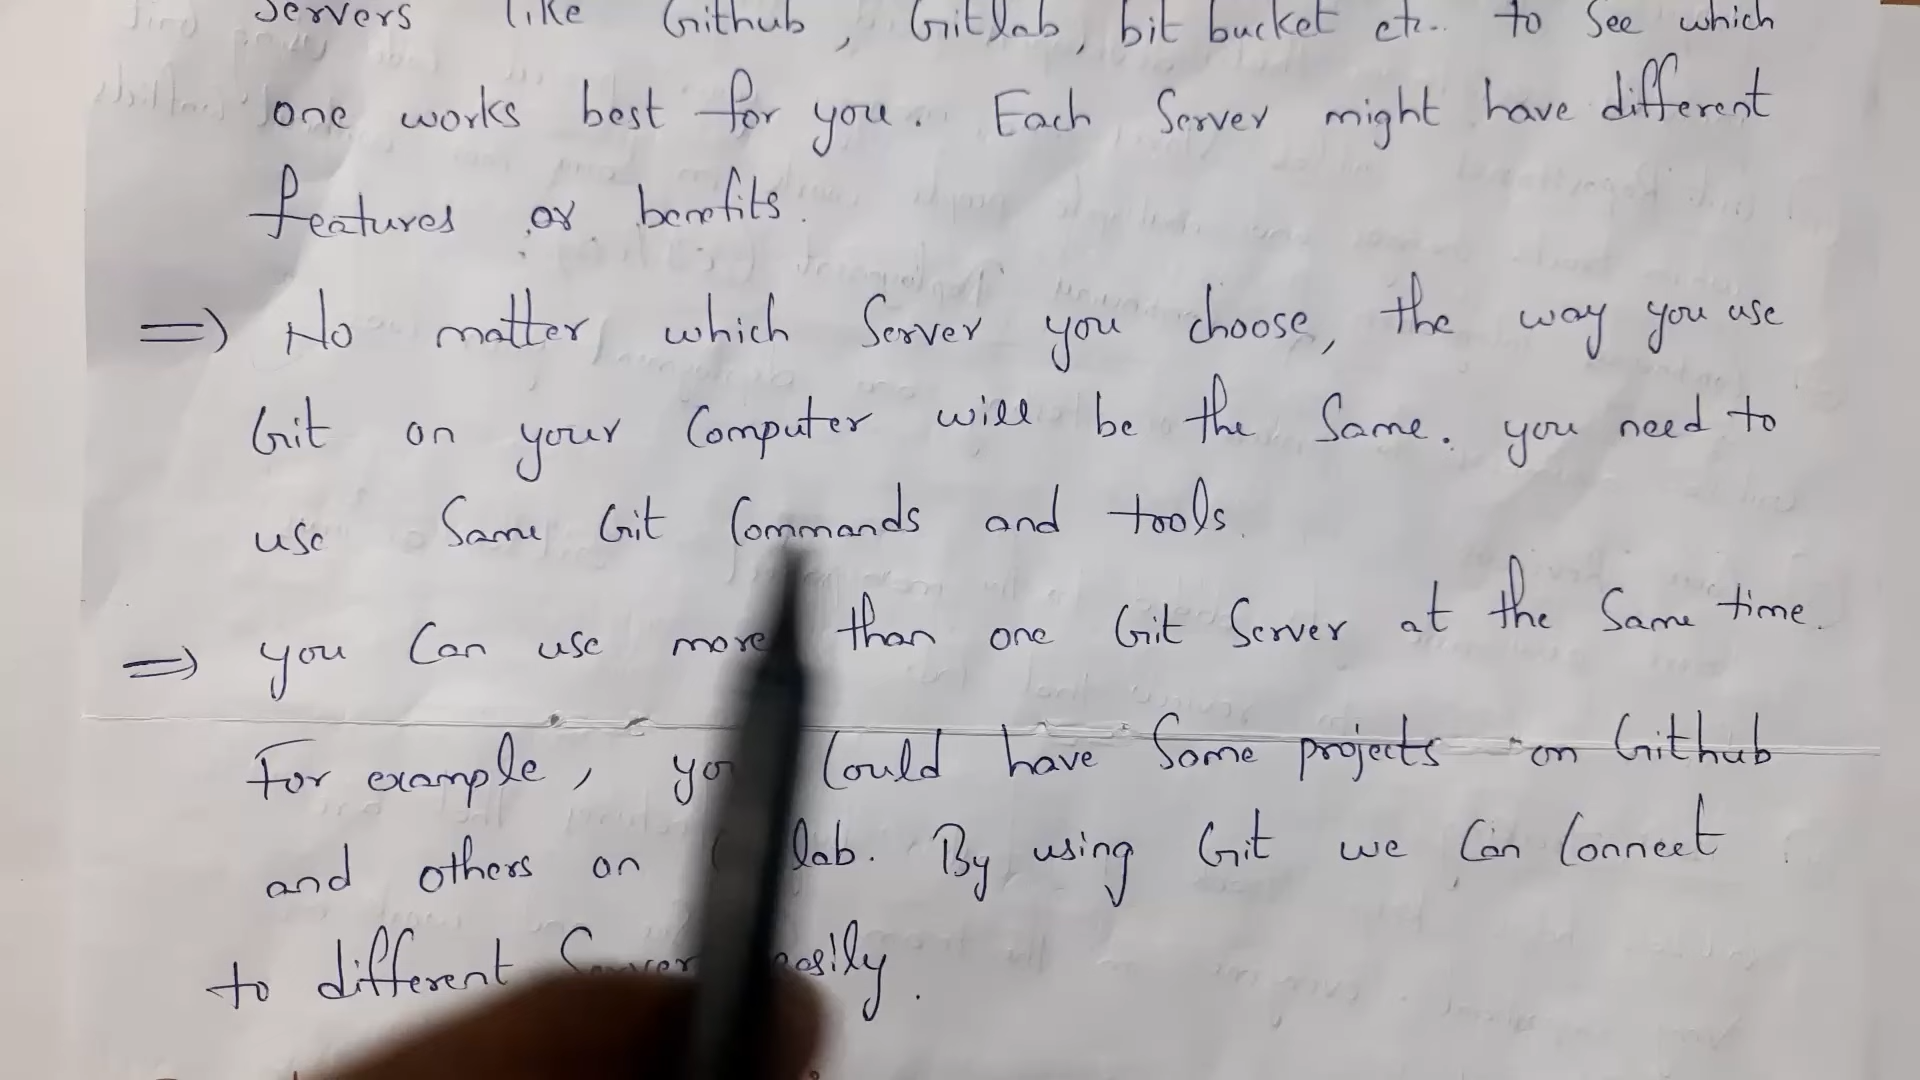 servers like Github, Gitlab, bit bucket etc.. to see which
one works best for you. Each Server might have different
features or benefits.
=> No matter which Server you choose, the way you use
Git on your Computer will be the Same. you need to
use Same Git Commands and tools.
=> you Can use more than one Git Server at the Same time.
For example, Could have Some projects on Github
and others on lab. By using Git we Can Connect
to different easily.